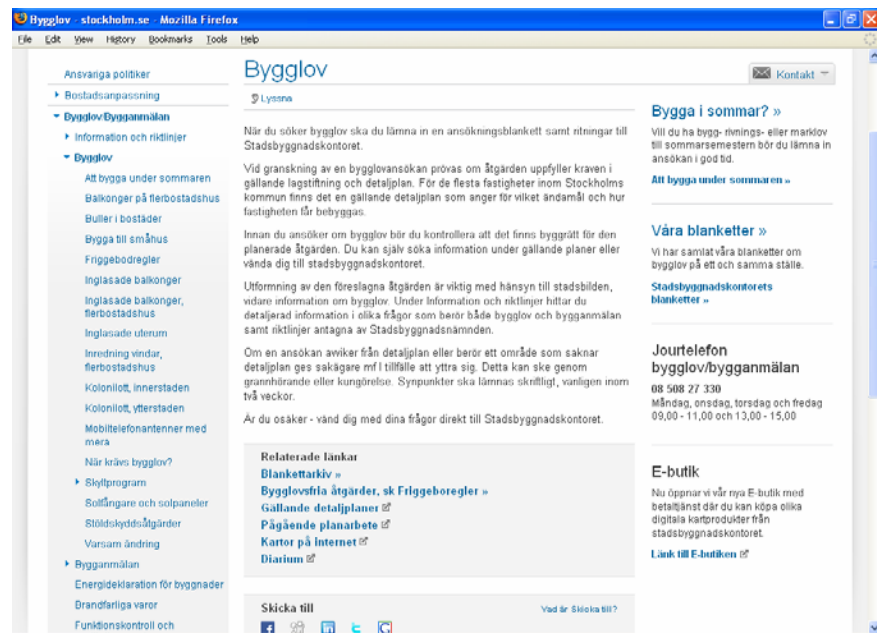 Bygglov - stockholm.se - Mozilla Firefox
File Edit View History Bookmarks Tools Help
Ansvariga politiker
Bostadsanpassning
Bygglov/Bygganmälan
Information och riktlinjer
Bygglov
Att bygga under sommaren
Balkonger på flerbostadshus
Buller i bostäder
Bygga till småhus
Friggebodregler
Inglasade balkonger
Inglasade balkonger,
flerbostadshus
Inglasade uterum
Inredning vindar,
flerbostadshus
Kolonilott, innerstaden
Kolonilott, ytterstaden
Mobiltelefonantenner med
mera
När krävs bygglov?
Skyltprogram
Solfångare och solpaneler
Stöldskyddsåtgärder
Varsam ändring
Bygganmälan
Energideklaration för byggnader
Brandfarliga varor
Funktionskontroll och
Bygglov
Kontakt
Lyssna
När du söker bygglov ska du lämna in en ansökningsblankett samt ritningar till
Stadsbyggnadskontoret.
Vid granskning av en bygglovansökan prövas om åtgärden uppfyller kraven i
gällande lagstiftning och detaljplan. För de flesta fastigheter inom Stockholms
kommun finns det en gällande detaljplan som anger för vilket ändamål och hur
fastigheten får bebyggas.
Innan du ansöker om bygglov bör du kontrollera att det finns byggrätt för den
planerade åtgärden. Du kan själv söka information under gällande planer eller
vända dig till stadsbyggnadskontoret.
Utformning av den föreslagna åtgärden är viktig med hänsyn till stadsbilden,
vidare information om bygglov. Under Information och riktlinjer hittar du
detaljerad information i olika frågor som berör både bygglov och bygganmälan
samt riktlinjer antagna av Stadsbyggnadsnämnden.
Om en ansökan avviker från detaljplan eller berör ett område som saknar
detaljplan ges sakägare mf l tillfälle att yttra sig. Detta kan ske genom
grannhörande eller kungörelse. Synpunkter ska lämnas skriftligt, vanligen inom
två veckor.
Är du osäker - vänd dig med dina frågor direkt till Stadsbyggnadskontoret.
Relaterade länkar
Blankettarkiv »
Bygglovsfria åtgärder, sk Friggeboregler »
Gällande detaljplaner
Pågående planarbete
Kartor på internet
Diarium
Skicka till
Vad är Skicka till?
Bygga i sommar? »
Vill du ha bygg- rivnings- eller marklov
till sommarsemestern bör du lämna in
ansökan i god tid.
Att bygga under sommaren »
Våra blanketter »
Vi har samlat våra blanketter om
bygglov på ett och samma ställe.
Stadsbyggnadskontorets
blanketter »
Jourtelefon
bygglov/bygganmälan
08 508 27 330
Måndag, onsdag, torsdag och fredag
09,00 - 11,00 och 13,00 - 15,00
E-butik
Nu öppnar vi vår nya E-butik med
betaltjänst där du kan köpa olika
digitala kartprodukter från
stadsbyggnadskontoret.
Länk till E-butiken